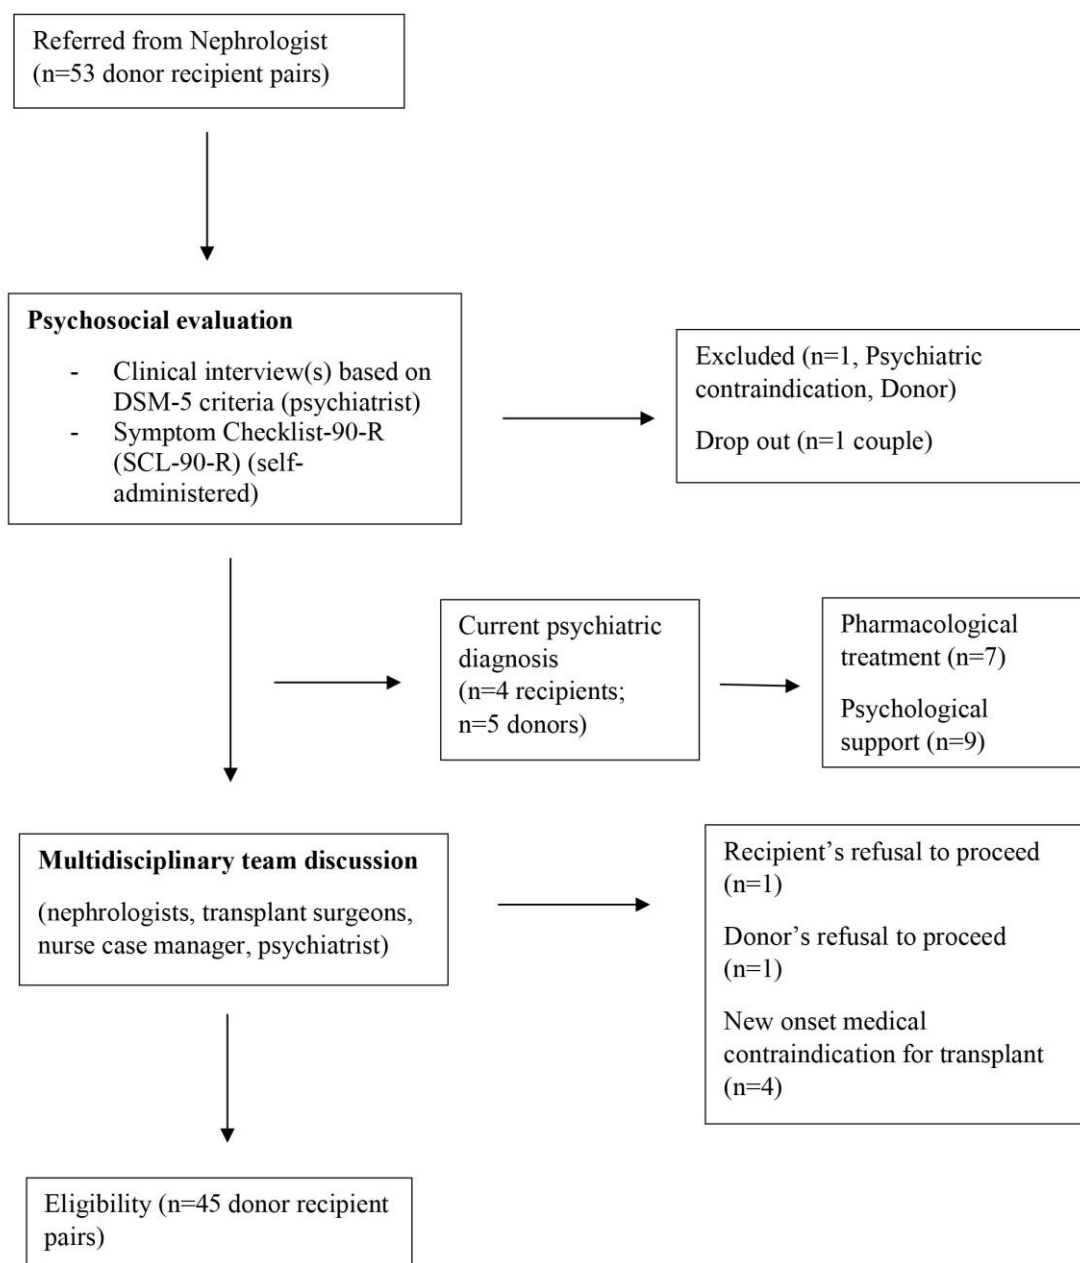 Referred from Nephrologist
(n=53 donor recipient pairs)
Psychosocial evaluation
- Clinical interview(s) based on
DSM-5 criteria (psychiatrist)
- Symptom Checklist-90-R
(SCL-90-R) (self-
administered)
Excluded (n=1, Psychiatric
contraindication, Donor)
Drop out (n=1 couple)
Current psychiatric
diagnosis
(n=4 recipients;
n=5 donors)
Pharmacological
treatment (n=7)
Psychological
support (n=9)
Multidisciplinary team discussion
(nephrologists, transplant surgeons,
nurse case manager, psychiatrist)
Recipient's refusal to proceed
(n=1)
Donor's refusal to proceed
(n=1)
New onset medical
contraindication for transplant
(n=4)
Eligibility (n=45 donor recipient
pairs)